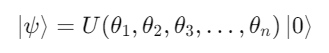 |ψ⟩ = U(θ₁, θ₂, θ₃, . . . , θₙ) |0⟩